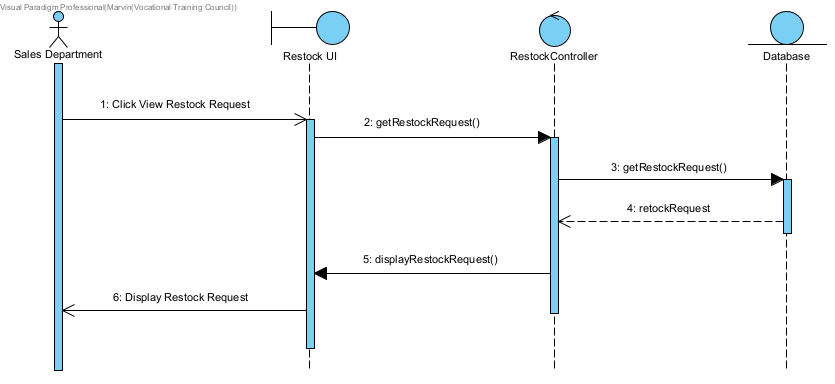 Visual Paradigm Professional(Marvin(Vocational Training Council))
Sales Department
Restock UI
RestockController
Database
1: Click View Restock Request
2: getRestockRequest()
3: getRestockRequest()
4: retockRequest
5: displayRestockRequest()
6: Display Restock Request